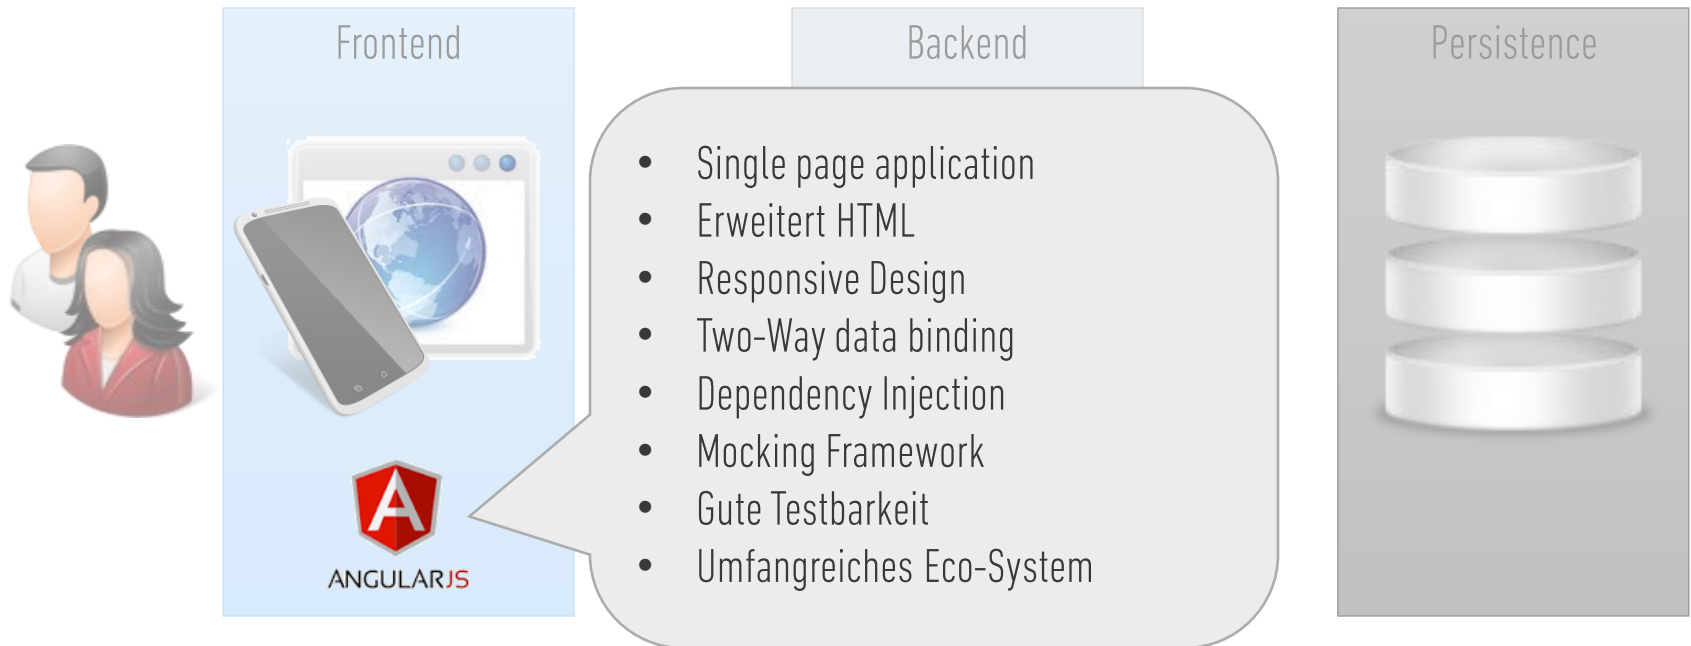 Frontend
Backend
Persistence
• Single page application
• Erweitert HTML
• Responsive Design
• Two-Way data binding
• Dependency Injection
• Mocking Framework
• Gute Testbarkeit
• Umfangreiches Eco-System
A
ANGULARJS